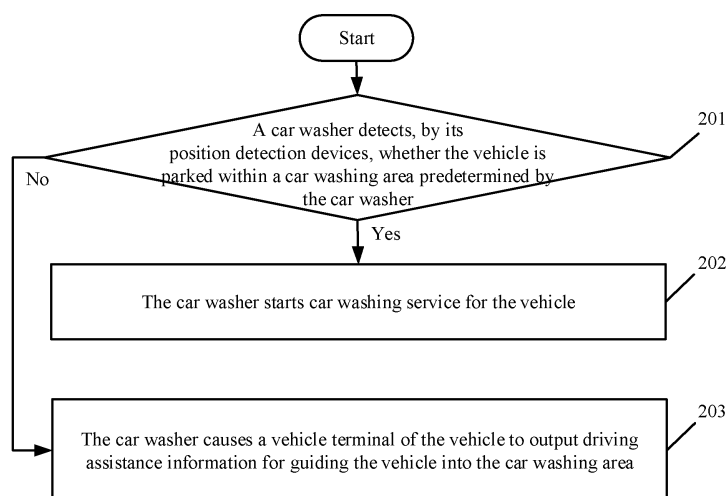 Start
201
A car washer detects, by its
position detection devices, whether the vehicle is
parked within a car washing area predetermined by
the car washer
No
Yes
202
The car washer starts car washing service for the vehicle
203
The car washer causes a vehicle terminal of the vehicle to output driving
assistance information for guiding the vehicle into the car washing area